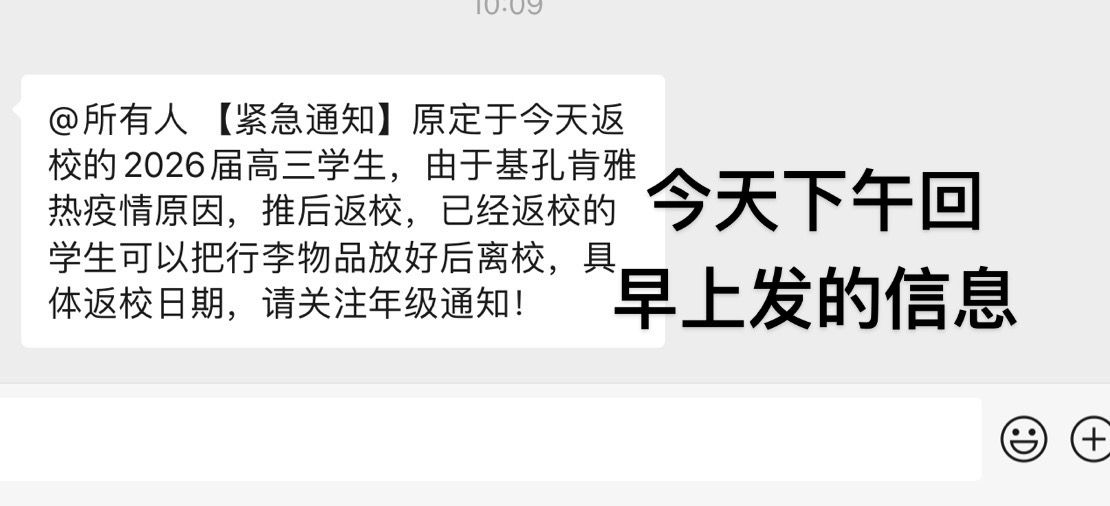 10:09
@所有人 【紧急通知】原定于今天返
校的2026届高三学生，由于基孔肯雅
热疫情原因，推后返校，已经返校的
学生可以把行李物品放好后离校，具
体返校日期，请关注年级通知！
今天下午回
早上发的信息